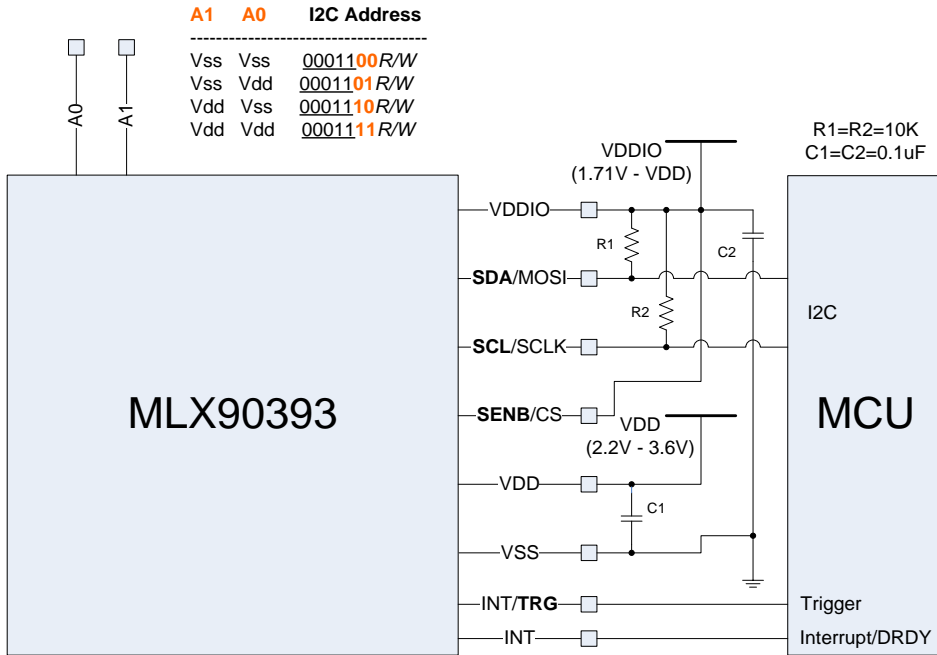 A1 A0 I2C Address
----------------------------------------
Vss Vss 0001100R/W
Vss Vdd 0001101R/W
Vdd Vss 0001110R/W
Vdd Vdd 0001111R/W
A0
A1
R1=R2=10K
C1=C2=0.1uF
VDDIO
(1.71V - VDD)
VDDIO
R1
C2
SDA/MOSI
R2
I2C
SCL/SCLK
MLX90393
MCU
SENB/CS
VDD
(2.2V - 3.6V)
VDD
C1
VSS
INT/TRG
Trigger
INT
Interrupt/DRDY